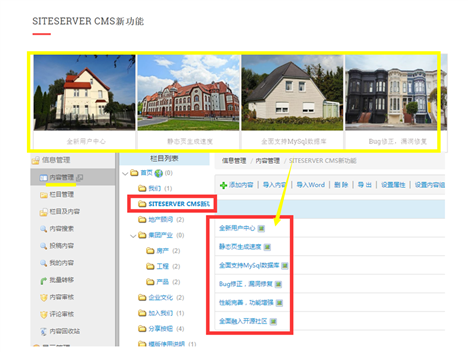 SITESERVER CMS新功能
全新用户中心
静态页生成速度
全面支持MySql数据库
Bug修正，漏洞修复
信息管理
内容管理
栏目管理
栏目及内容
内容搜索
投稿内容
我的内容
批量转移
内容审核
评论审核
内容回收站
栏目列表
首页 (0)
我们 (1)
SITESERVER CMS新
地产顾问 (2)
集团产业 (0)
房产 (2)
工程 (2)
产品 (2)
企业文化 (2)
加入我们 (1)
分享按钮 (4)
模板使用说明 (1)
信息管理 / 内容管理 / SITESERVER CMS新功能
添加内容 导入内容 导入Word 删 除 导 出 设置属性 设置内容组
全新用户中心
静态页生成速度
全面支持MySql数据库
Bug修正，漏洞修复
性能完善，功能增强
全面融入开源社区